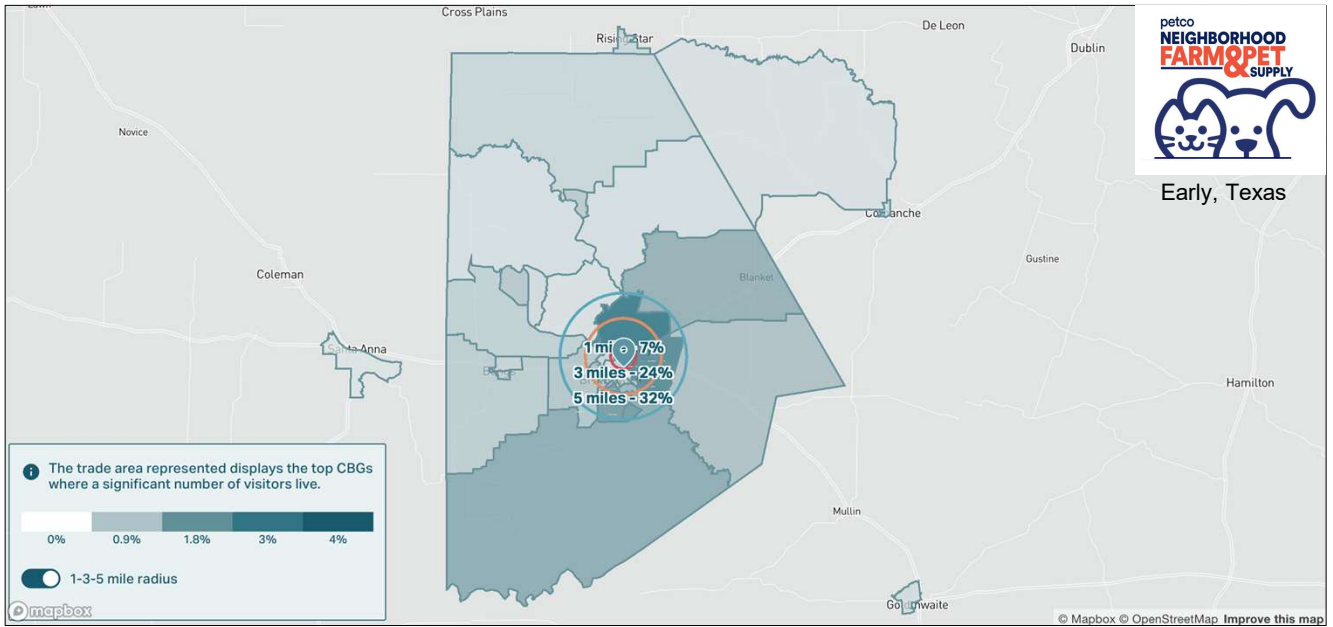 Cross Plains
De Leon
Rising Star
Dublin
petco
NEIGHBORHOOD
FARM&PET
SUPPLY
Novice
Early, Texas
Comanche
Gustine
Coleman
Blanket
Santa Anna
1 mi 7%
3 miles - 24%
5 miles - 32%
Hamilton
The trade area represented displays the top CBGs
where a significant number of visitors live.
0% 0.9% 1.8% 3% 4%
1-3-5 mile radius
Mullin
Goldthwaite
mapbox
© Mapbox © OpenStreetMap Improve this map